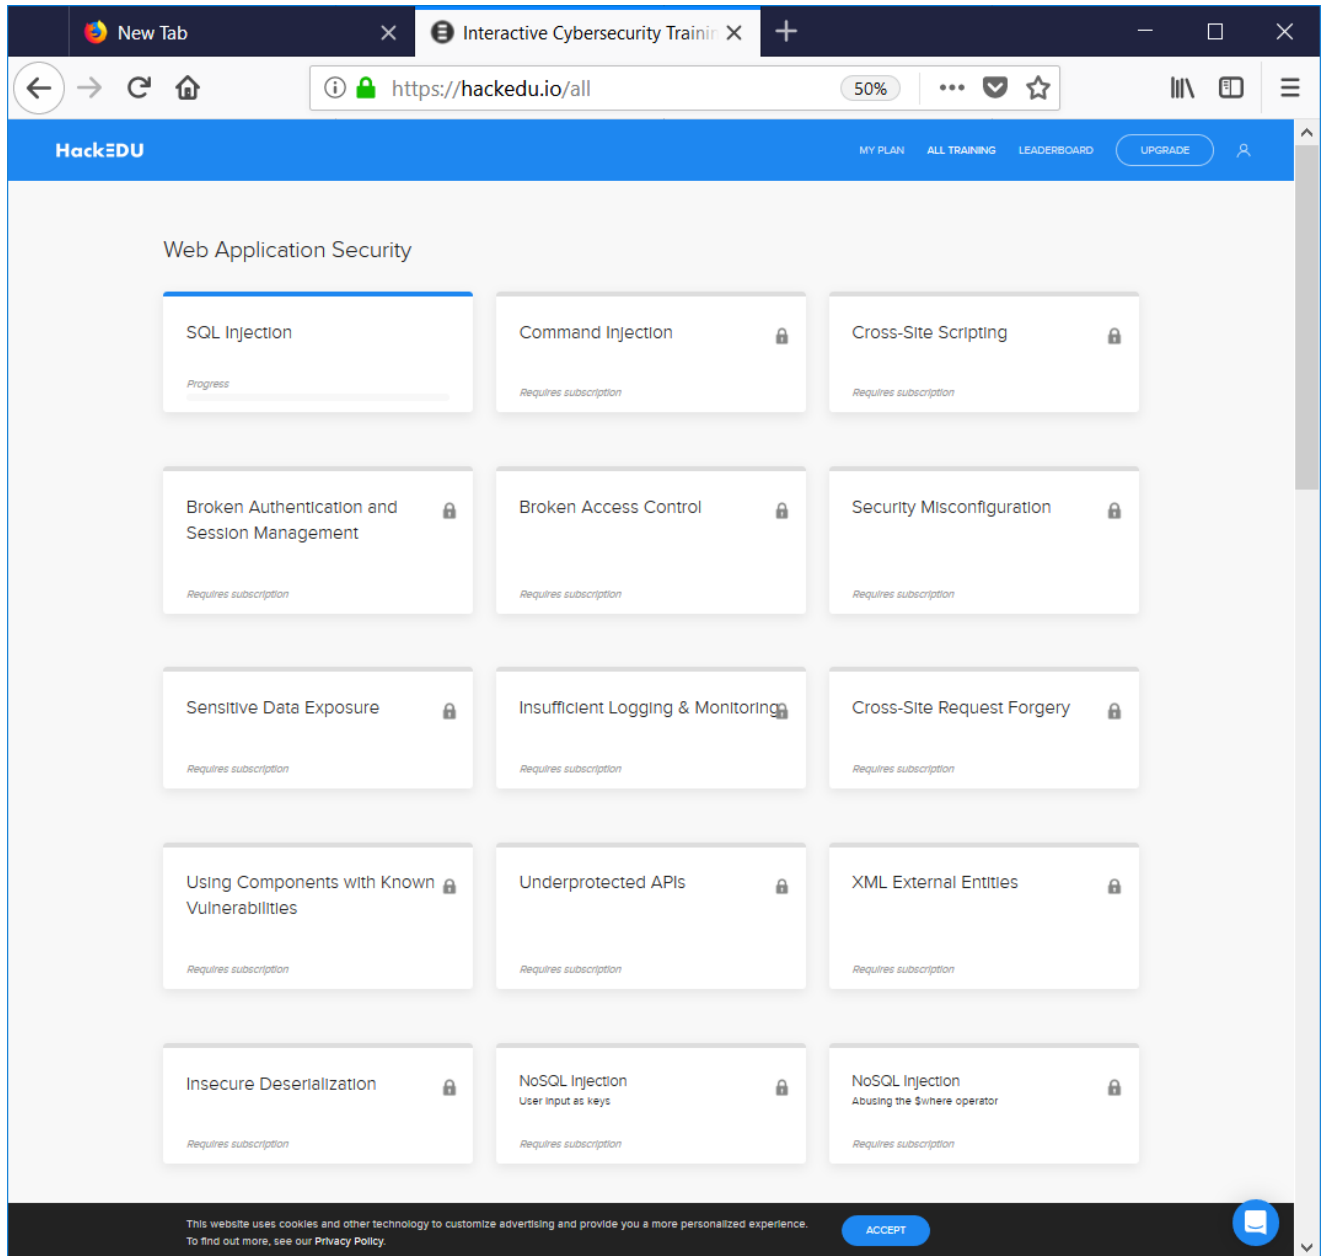 New Tab
Interactive Cybersecurity Trainin
https://hackedu.io/all
50%
HackEDU
MY PLAN ALL TRAINING LEADERBOARD UPGRADE
Web Application Security
SQL Injection
Progress
Command Injection
Requires subscription
Cross-Site Scripting
Requires subscription
Broken Authentication and
Session Management
Requires subscription
Broken Access Control
Requires subscription
Security Misconfiguration
Requires subscription
Sensitive Data Exposure
Requires subscription
Insufficient Logging & Monitoring
Requires subscription
Cross-Site Request Forgery
Requires subscription
Using Components with Known
Vulnerabilities
Requires subscription
Underprotected APIs
Requires subscription
XML External Entities
Requires subscription
Insecure Deserialization
Requires subscription
NoSQL Injection
User input as keys
Requires subscription
NoSQL Injection
Abusing the $where operator
Requires subscription
This website uses cookies and other technology to customize advertising and provide you a more personalized experience.
To find out more, see our Privacy Policy.
ACCEPT